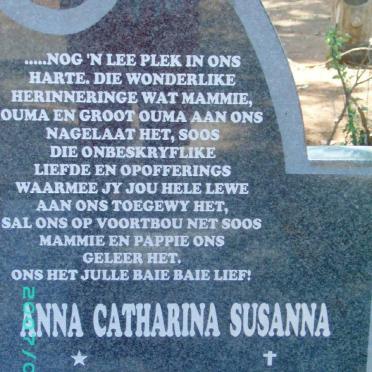 .....NOG 'N LEE PLEK IN ONS
HARTE, DIE WONDERLIKE
HERINNERINGE WAT MAMMIE,
OUMA EN GROOT OUMA AAN ONS
NAGELAAT HET, SOOS
DIE ONBESKRYFLIKE
LIEFDE EN OPOFFERINGS
WAARMEE JY JOU HELE LEWE
AAN ONS TOEGEWY HET,
SAL ONS OP VOORTBOU NET SOOS
MAMMIE EN PAPPIE ONS
GELEER HET.
ONS HET JULLE BAIE BAIE LIEF!
ANNA CATHARINA SUSANNA
2007/0